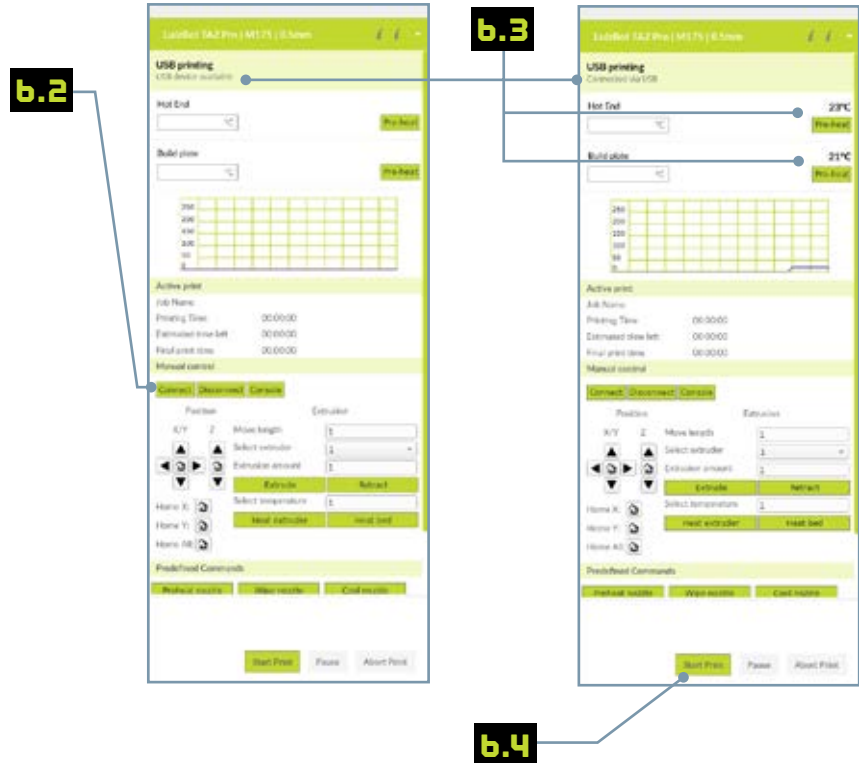 6.2
LulzBot TAZ Pro | M175 | 0.5mm
USB printing
USB device available
Hot End
°C
Pre-heat
Build plate
°C
Pre-heat
250
200
150
100
50
0
Active print
Job Name
Printing Time 00:00:00
Estimated time left 00:00:00
Final print time 00:00:00
Manual control
Connect Disconnect Console
Position Extrusion
X/Y Z Move length 1
Select extruder 1
Extrusion amount 1
Extrude Retract
Select temperature 1
Home X:
Heat extruder Heat bed
Home Y:
Home All:
Predefined Commands
Preheat nozzle Wipe nozzle Cool nozzle
Start Print Pause Abort Print
6.3
LulzBot TAZ Pro | M175 | 0.5mm
USB printing
Connected via USB
Hot End 23°C
°C
Pre-heat
Build plate 21°C
°C
Pre-heat
250
200
150
100
50
0
Active print
Job Name
Printing Time 00:00:00
Estimated time left 00:00:00
Final print time 00:00:00
Manual control
Connect Disconnect Console
Position Extrusion
X/Y Z Move length 1
Select extruder 1
Extrusion amount 1
Extrude Retract
Select temperature 1
Home X:
Heat extruder Heat bed
Home Y:
Home All:
Predefined Commands
Preheat nozzle Wipe nozzle Cool nozzle
Start Print Pause Abort Print
6.4